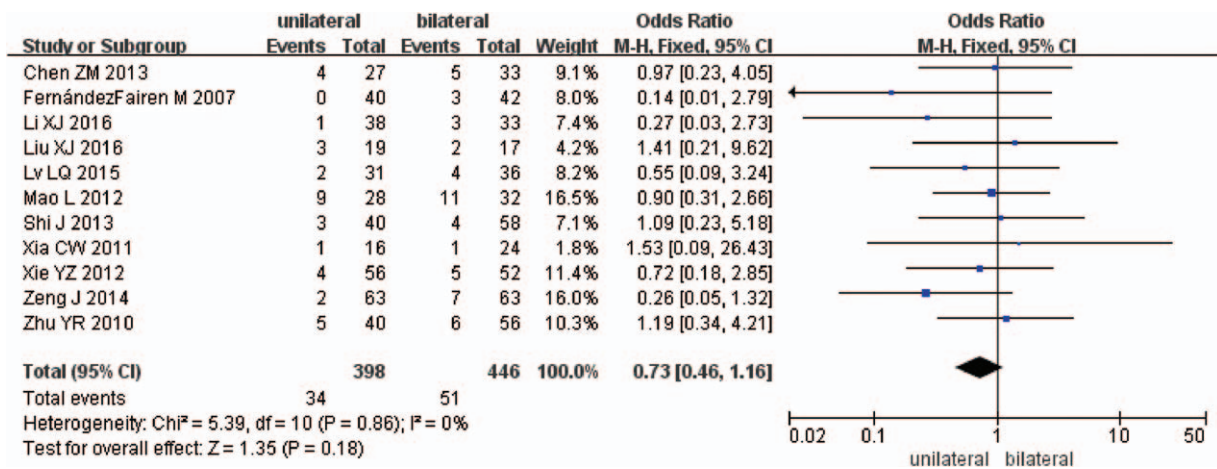 unilateral bilateral Odds Ratio Odds Ratio
Study or Subgroup Events Total Events Total Weight M-H, Fixed, 95% CI M-H, Fixed, 95% CI
Chen ZM 2013 4 27 5 33 9.1% 0.97 [0.23, 4.05]
FernándezFairen M 2007 0 40 3 42 8.0% 0.14 [0.01, 2.79]
Li XJ 2016 1 38 3 33 7.4% 0.27 [0.03, 2.73]
Liu XJ 2016 3 19 2 17 4.2% 1.41 [0.21, 9.62]
Lv LQ 2015 2 31 4 36 8.2% 0.55 [0.09, 3.24]
Mao L 2012 9 28 11 32 16.5% 0.90 [0.31, 2.66]
Shi J 2013 3 40 4 58 7.1% 1.09 [0.23, 5.18]
Xia CW 2011 1 16 1 24 1.8% 1.53 [0.09, 26.43]
Xie YZ 2012 4 56 5 52 11.4% 0.72 [0.18, 2.85]
Zeng J 2014 2 63 7 63 16.0% 0.26 [0.05, 1.32]
Zhu YR 2010 5 40 6 56 10.3% 1.19 [0.34, 4.21]
Total (95% CI) 398 446 100.0% 0.73 [0.46, 1.16]
Total events 34 51
Heterogeneity: Chi² = 5.39, df = 10 (P = 0.86); I² = 0%
Test for overall effect: Z = 1.35 (P = 0.18)
0.02 0.1 1 10 50
unilateral bilateral